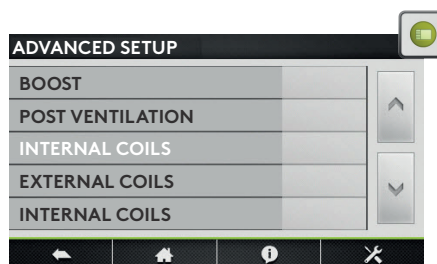 ADVANCED SETUP
BOOST
POST VENTILATION
INTERNAL COILS
EXTERNAL COILS
INTERNAL COILS